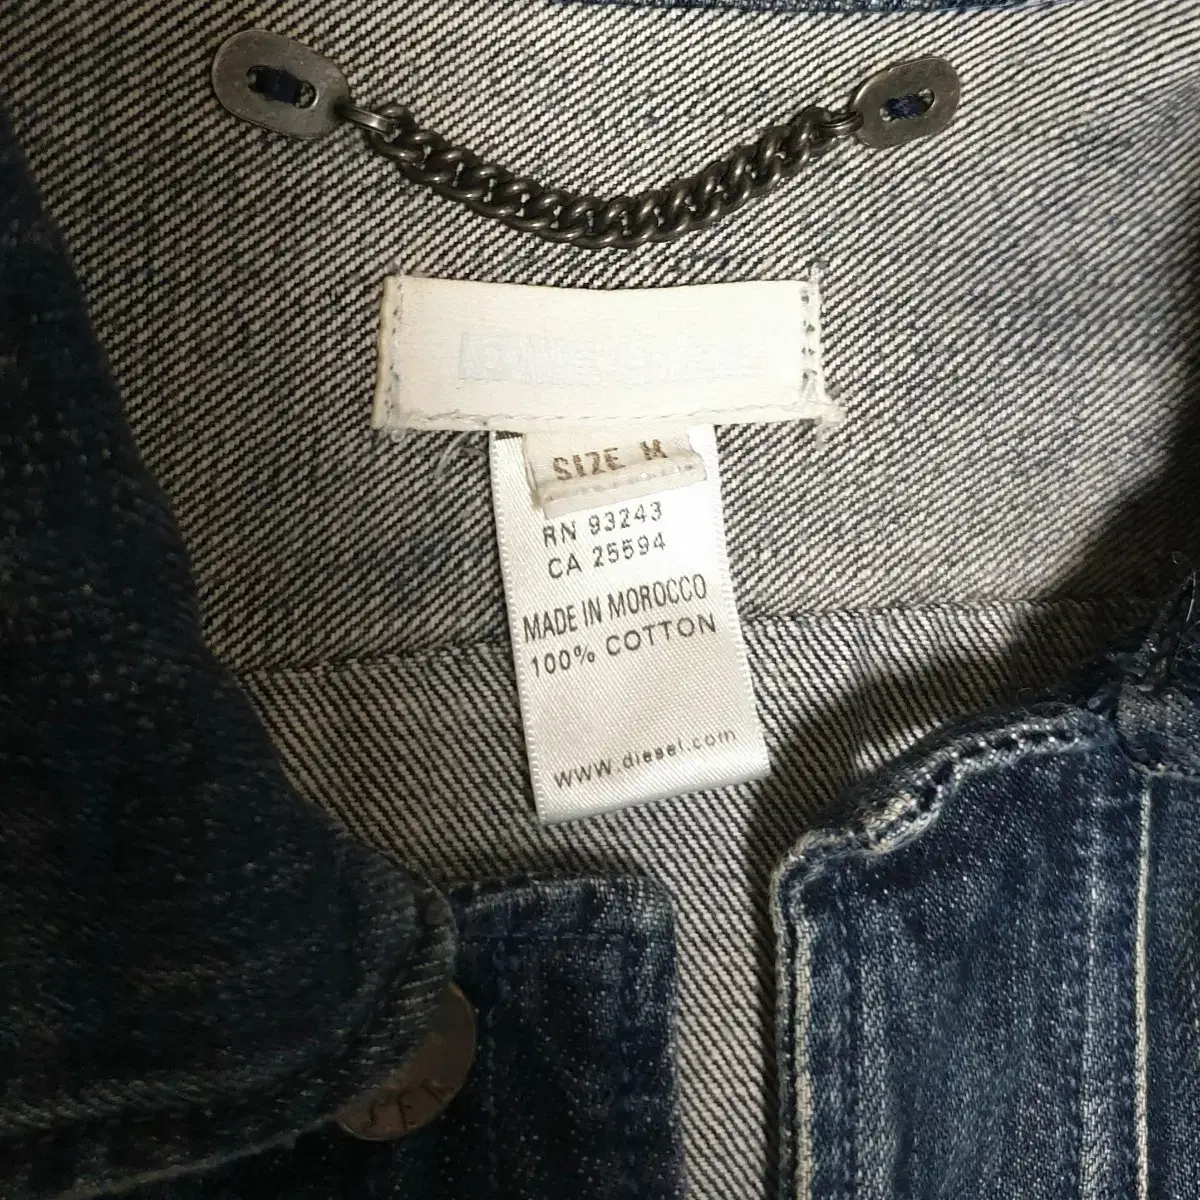 SIZE M
RN 93243
CA 25594
MADE IN MOROCCO
100% COTTON
www.diesel.com